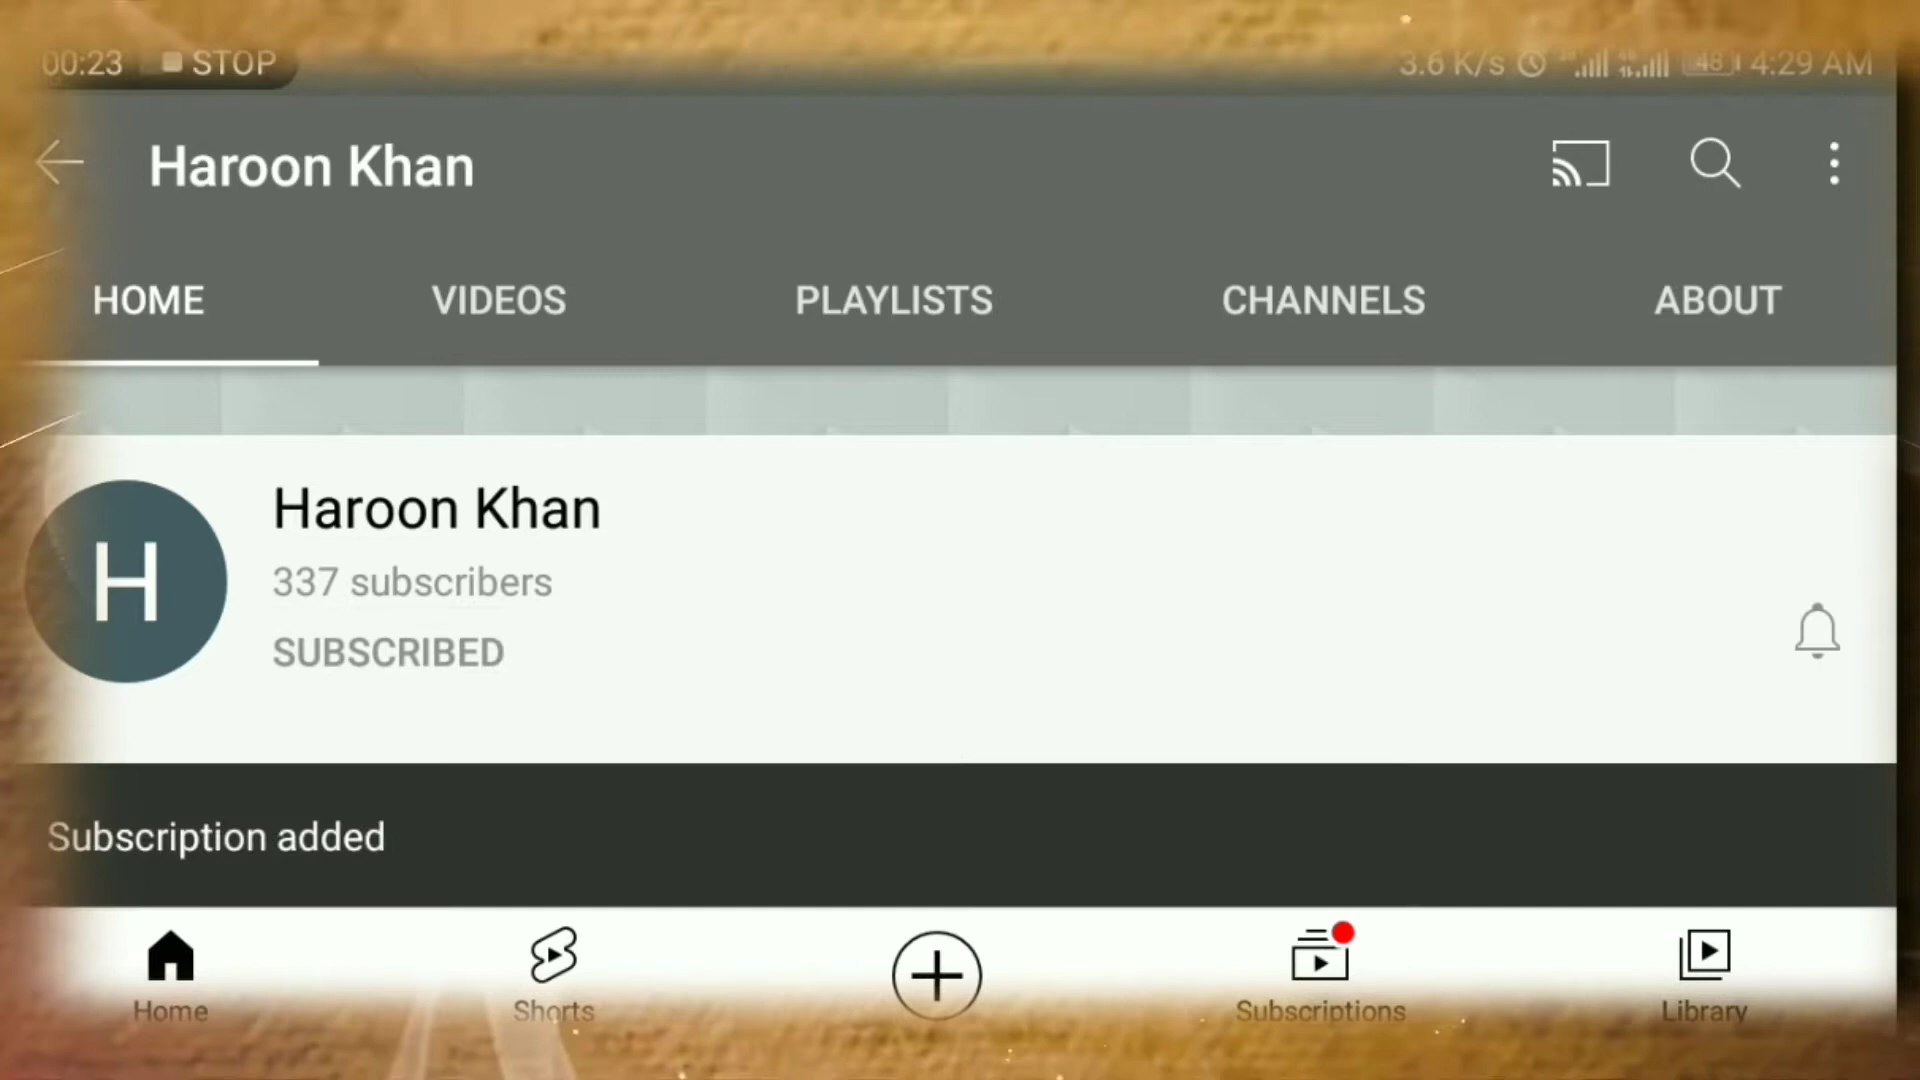 00:23 STOP 3.6 K/s 48 4:29 AM
Haroon Khan
HOME VIDEOS PLAYLISTS CHANNELS ABOUT
H
Haroon Khan
337 subscribers
SUBSCRIBED
Subscription added
Home Shorts Subscriptions Library